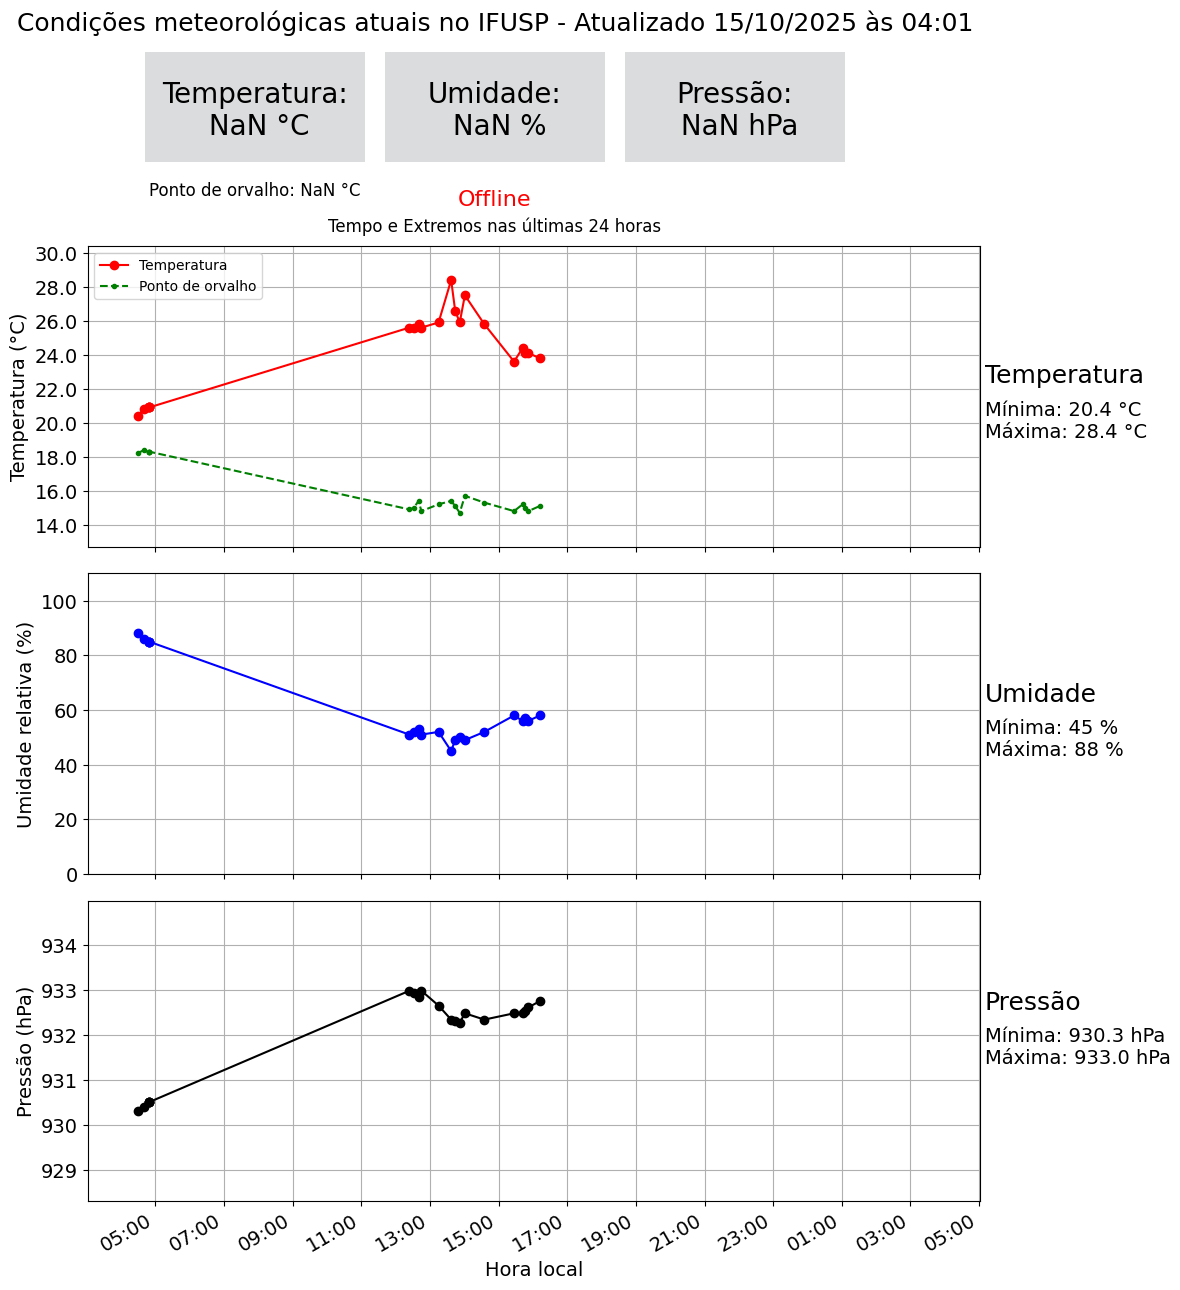 Condições meteorológicas atuais no IFUSP - Atualizado 15/10/2025 às 04:01
Temperatura:
NaN °C
Umidade:
NaN %
Pressão:
NaN hPa
Ponto de orvalho: NaN °C
Offline
Tempo e Extremos nas últimas 24 horas
Temperatura (°C)
30.0
28.0
26.0
24.0
22.0
20.0
18.0
16.0
14.0
Temperatura
Ponto de orvalho
Temperatura
Mínima: 20.4 °C
Máxima: 28.4 °C
Umidade relativa (%)
100
80
60
40
20
0
Umidade
Mínima: 45 %
Máxima: 88 %
Pressão (hPa)
934
933
932
931
930
929
Pressão
Mínima: 930.3 hPa
Máxima: 933.0 hPa
05:00
07:00
09:00
11:00
13:00
15:00
17:00
19:00
21:00
23:00
01:00
03:00
05:00
Hora local